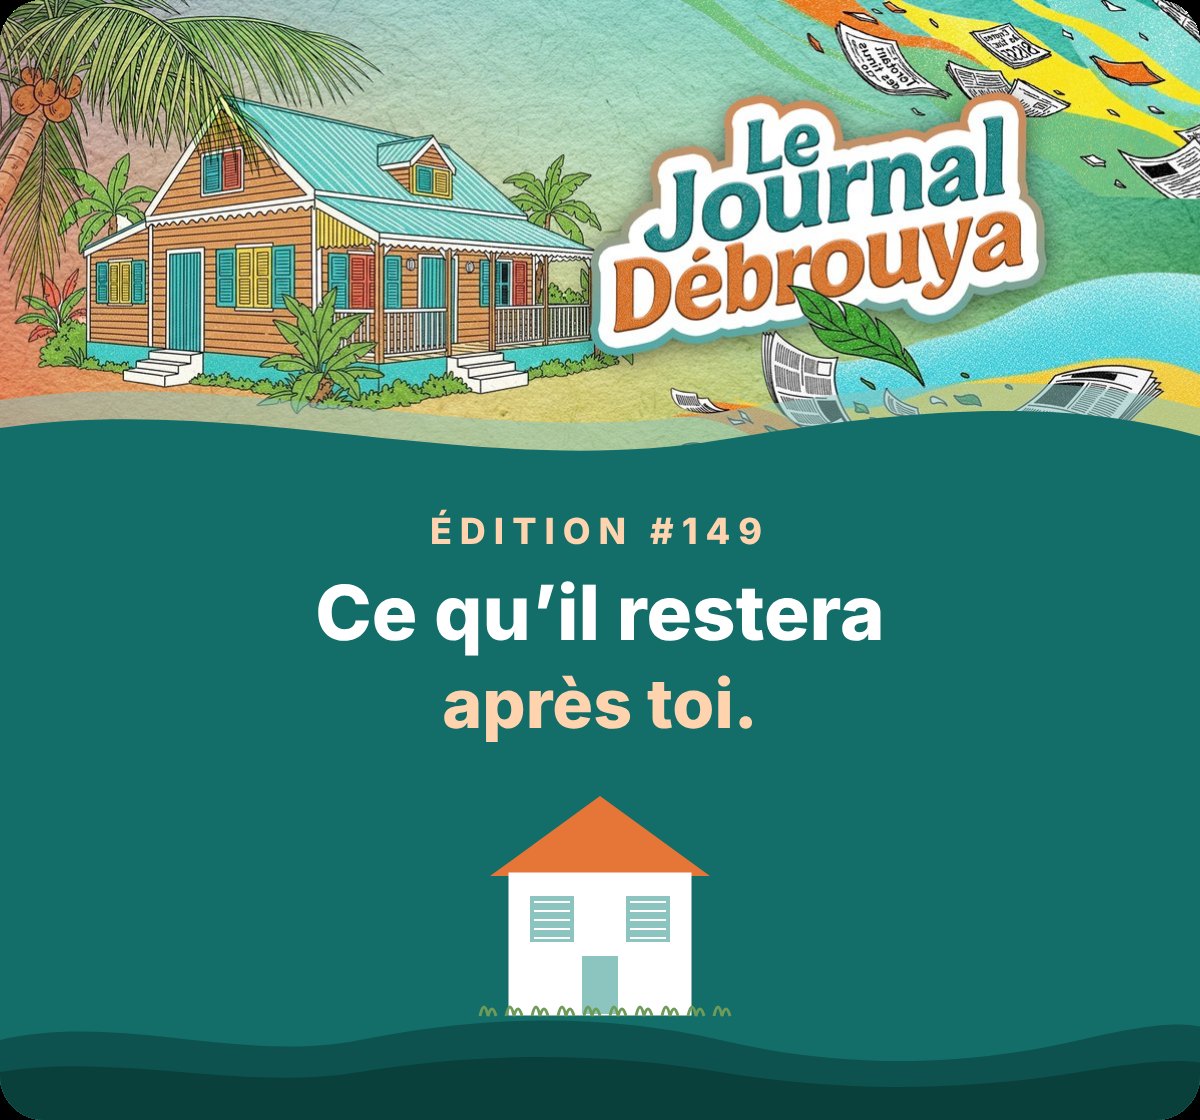 Le
Journal
Débrouya
ÉDITION #149
Ce qu’il restera
après toi.